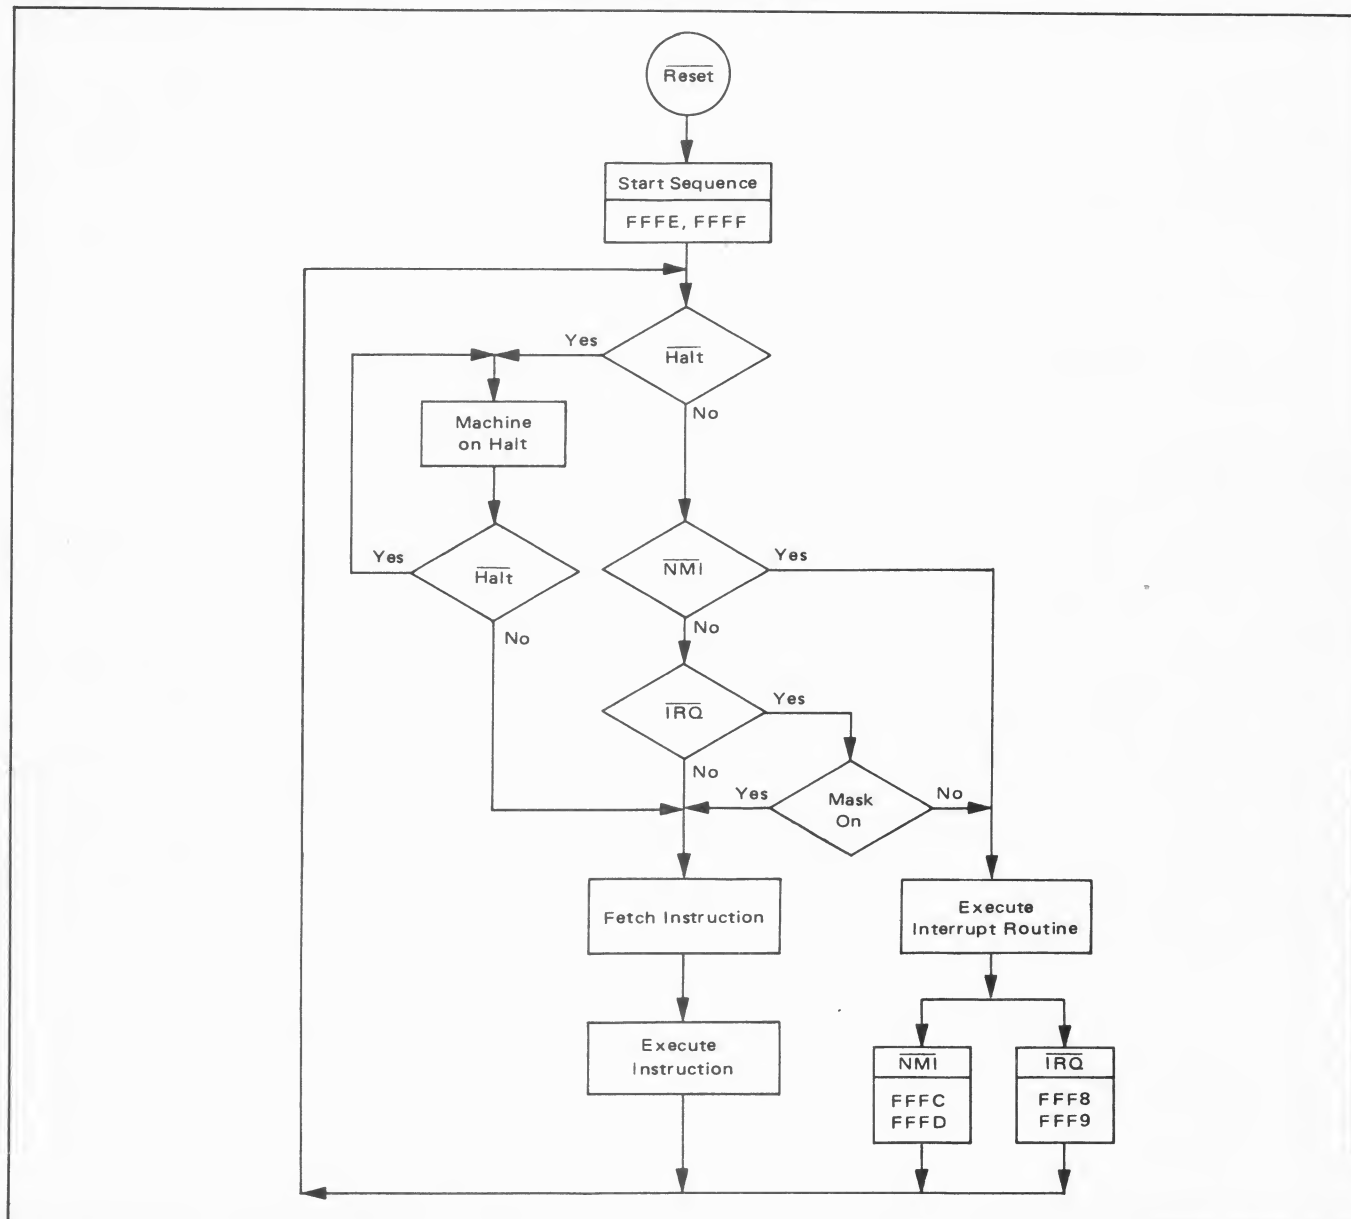 Reset
Start Sequence
FFFE, FFFF
Yes
Halt
No
Machine
on Halt
Yes
Halt
No
NMI
Yes
No
IRQ
Yes
No
Yes
Mask
On
No
Fetch Instruction
Execute
Interrupt Routine
Execute
Instruction
NMI
FFFC
FFFD
IRQ
FFF8
FFF9